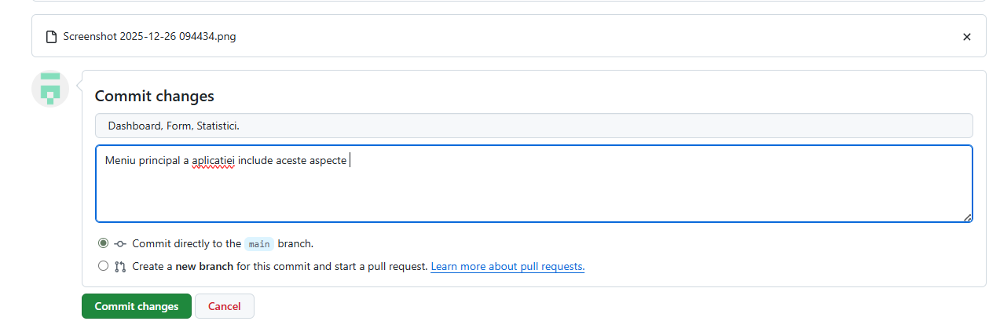 Screenshot 2025-12-26 094434.png
Commit changes
Dashboard, Form, Statistici.
Meniu principal a aplicatiei include aceste aspecte
Commit directly to the main branch.
Create a new branch for this commit and start a pull request. Learn more about pull requests.
Commit changes Cancel